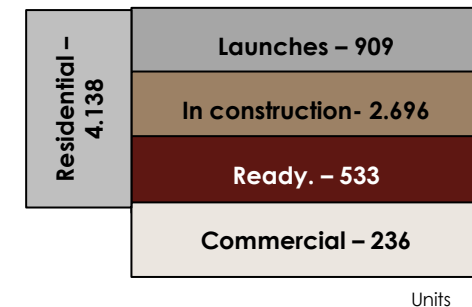 Residential –
4.138
Launches – 909
In construction- 2.696
Ready. – 533
Commercial – 236
Units